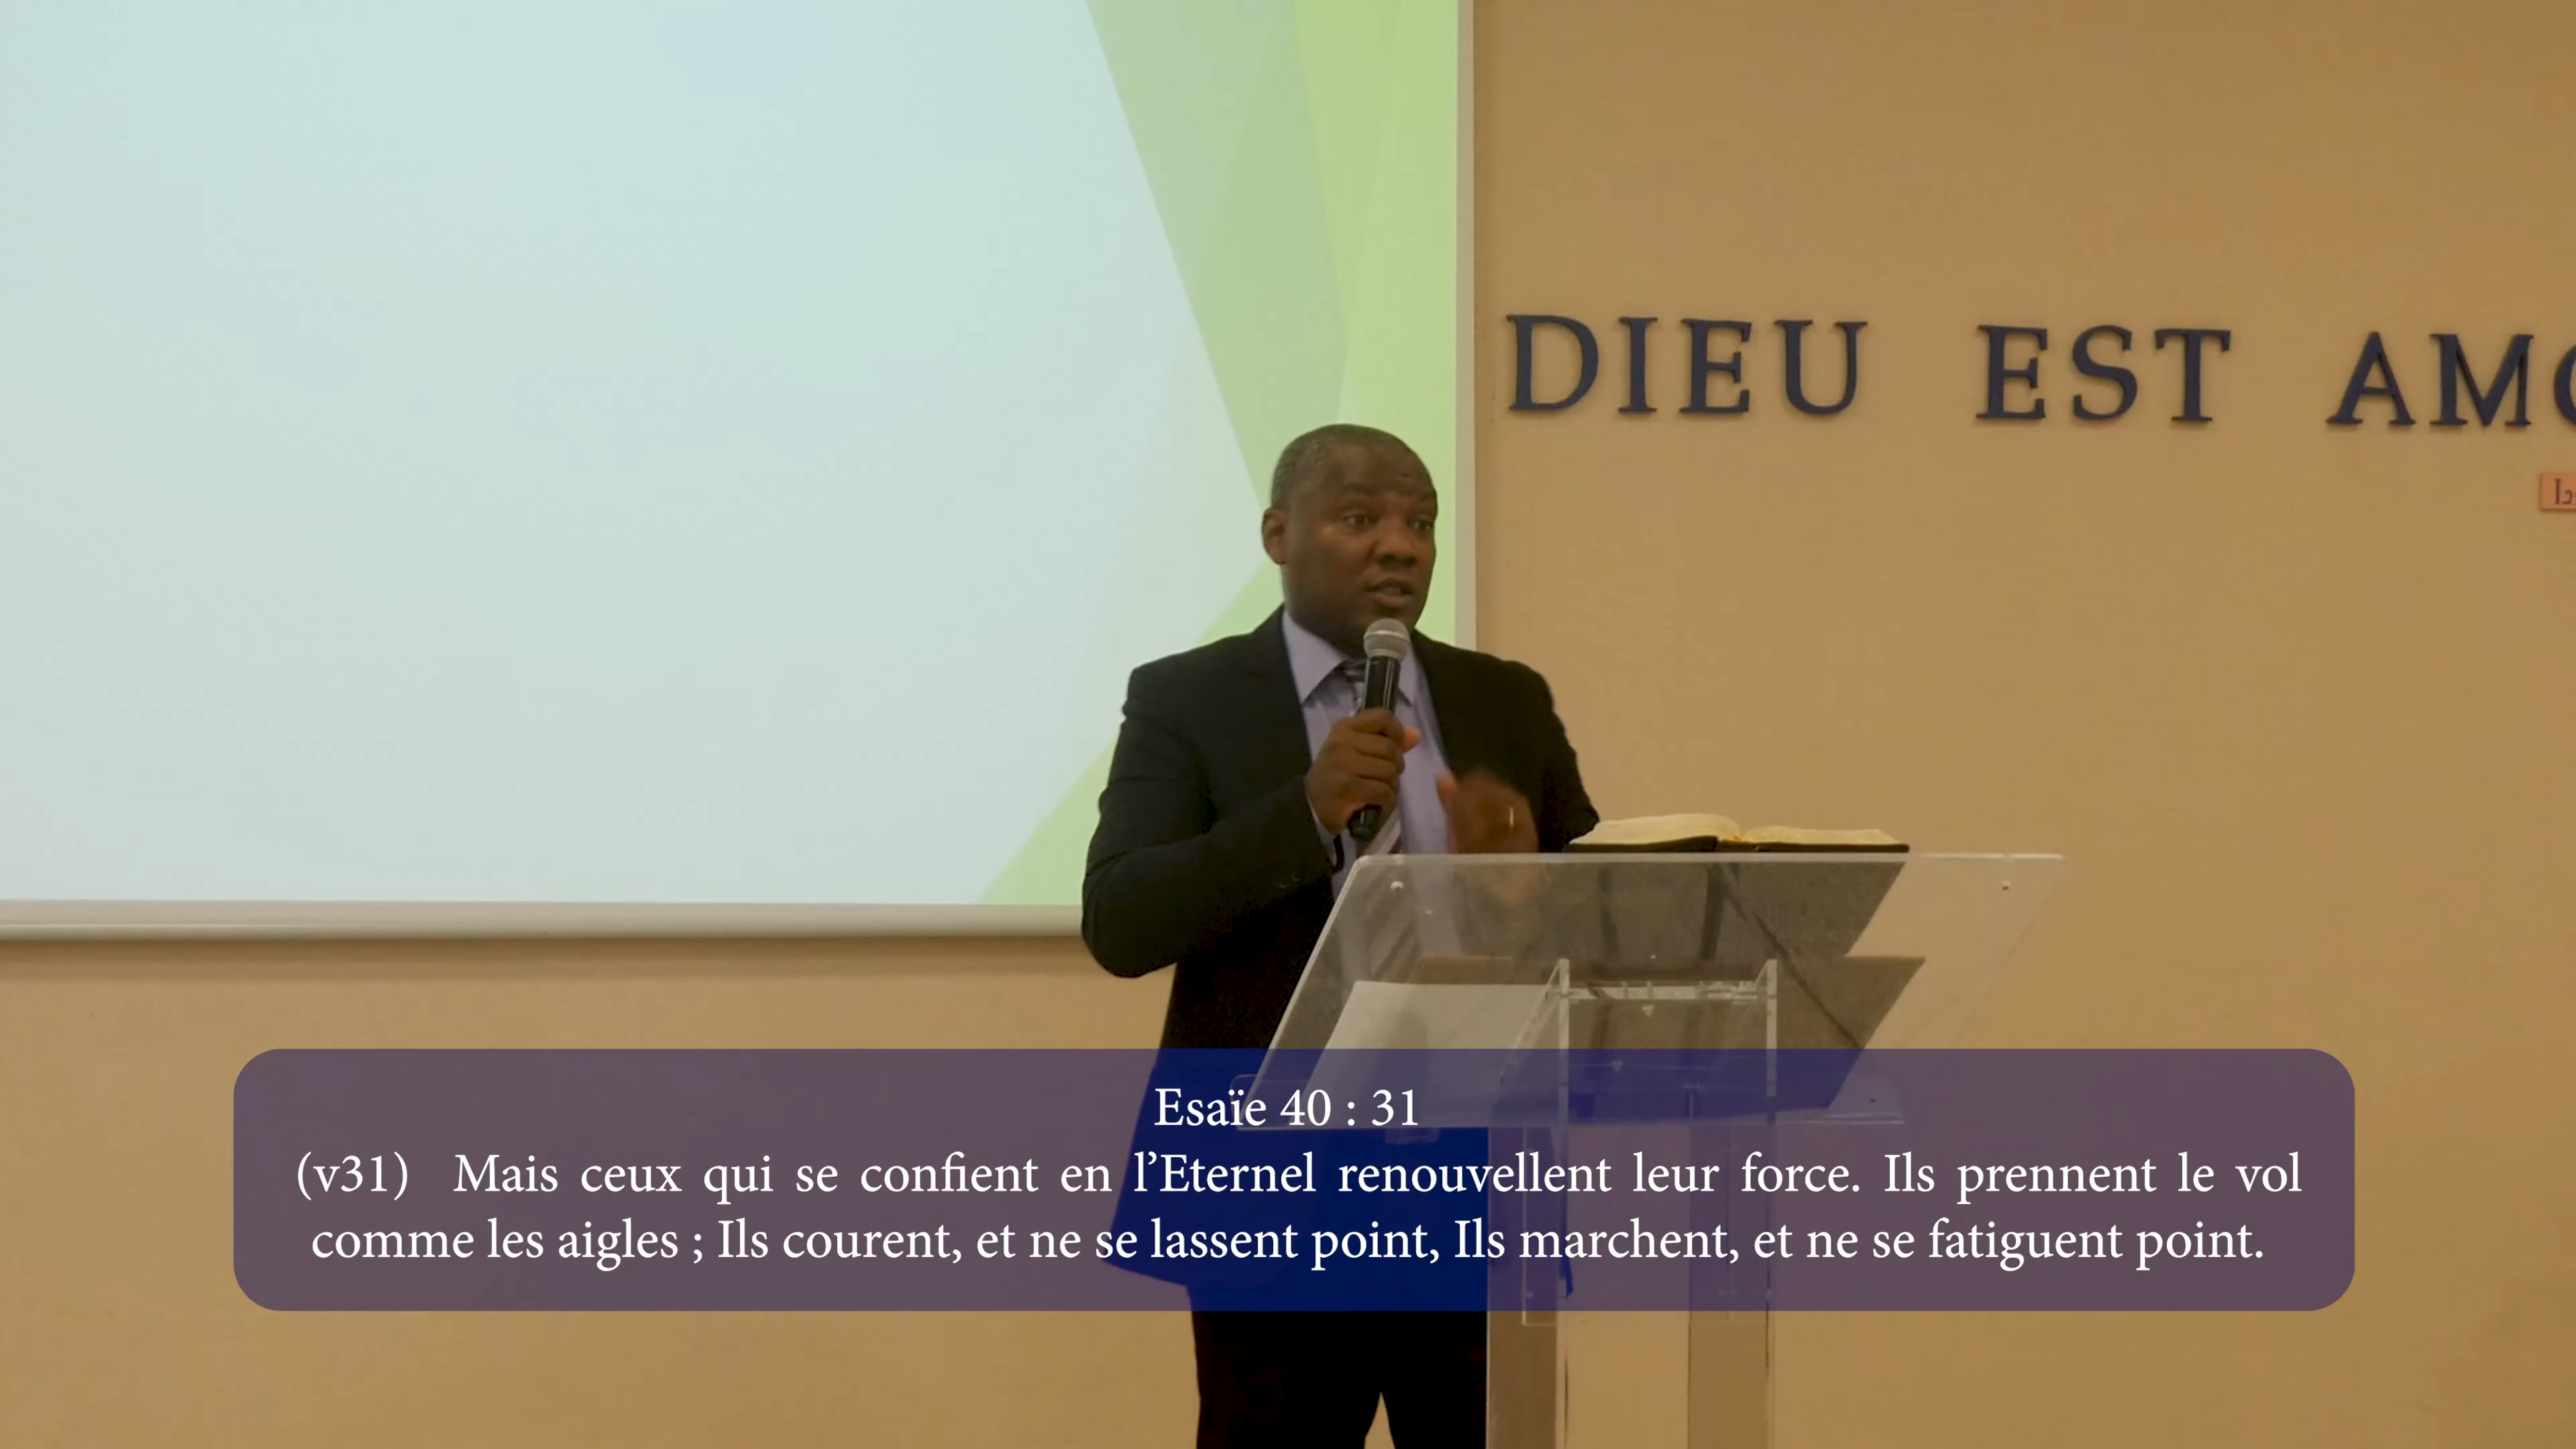 DIEU EST AM
Esaïe 40 : 31
(v31) Mais ceux qui se confient en l’Eternel renouvellent leur force. Ils prennent le vol
comme les aigles ; Ils courent, et ne se lassent point, Ils marchent, et ne se fatiguent point.